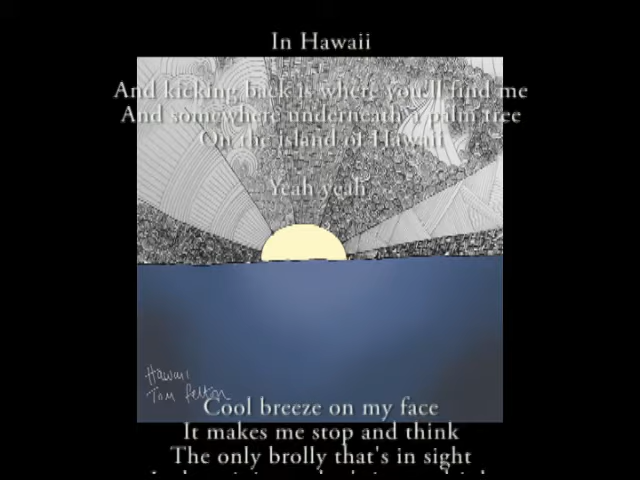 In Hawaii
And kicking back is where you'll find me
And somewhere underneath a palm tree
On the island of Hawaii
Yeah yeah
Hawaii
Tom Felton
Cool breeze on my face
It makes me stop and think
The only brolly that's in sight